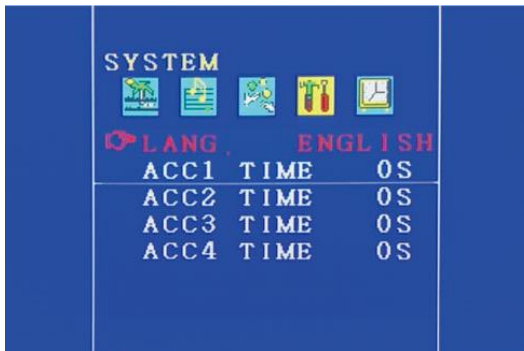 SYSTEM
LANG. ENGLISH
ACC1 TIME 0S
ACC2 TIME 0S
ACC3 TIME 0S
ACC4 TIME 0S